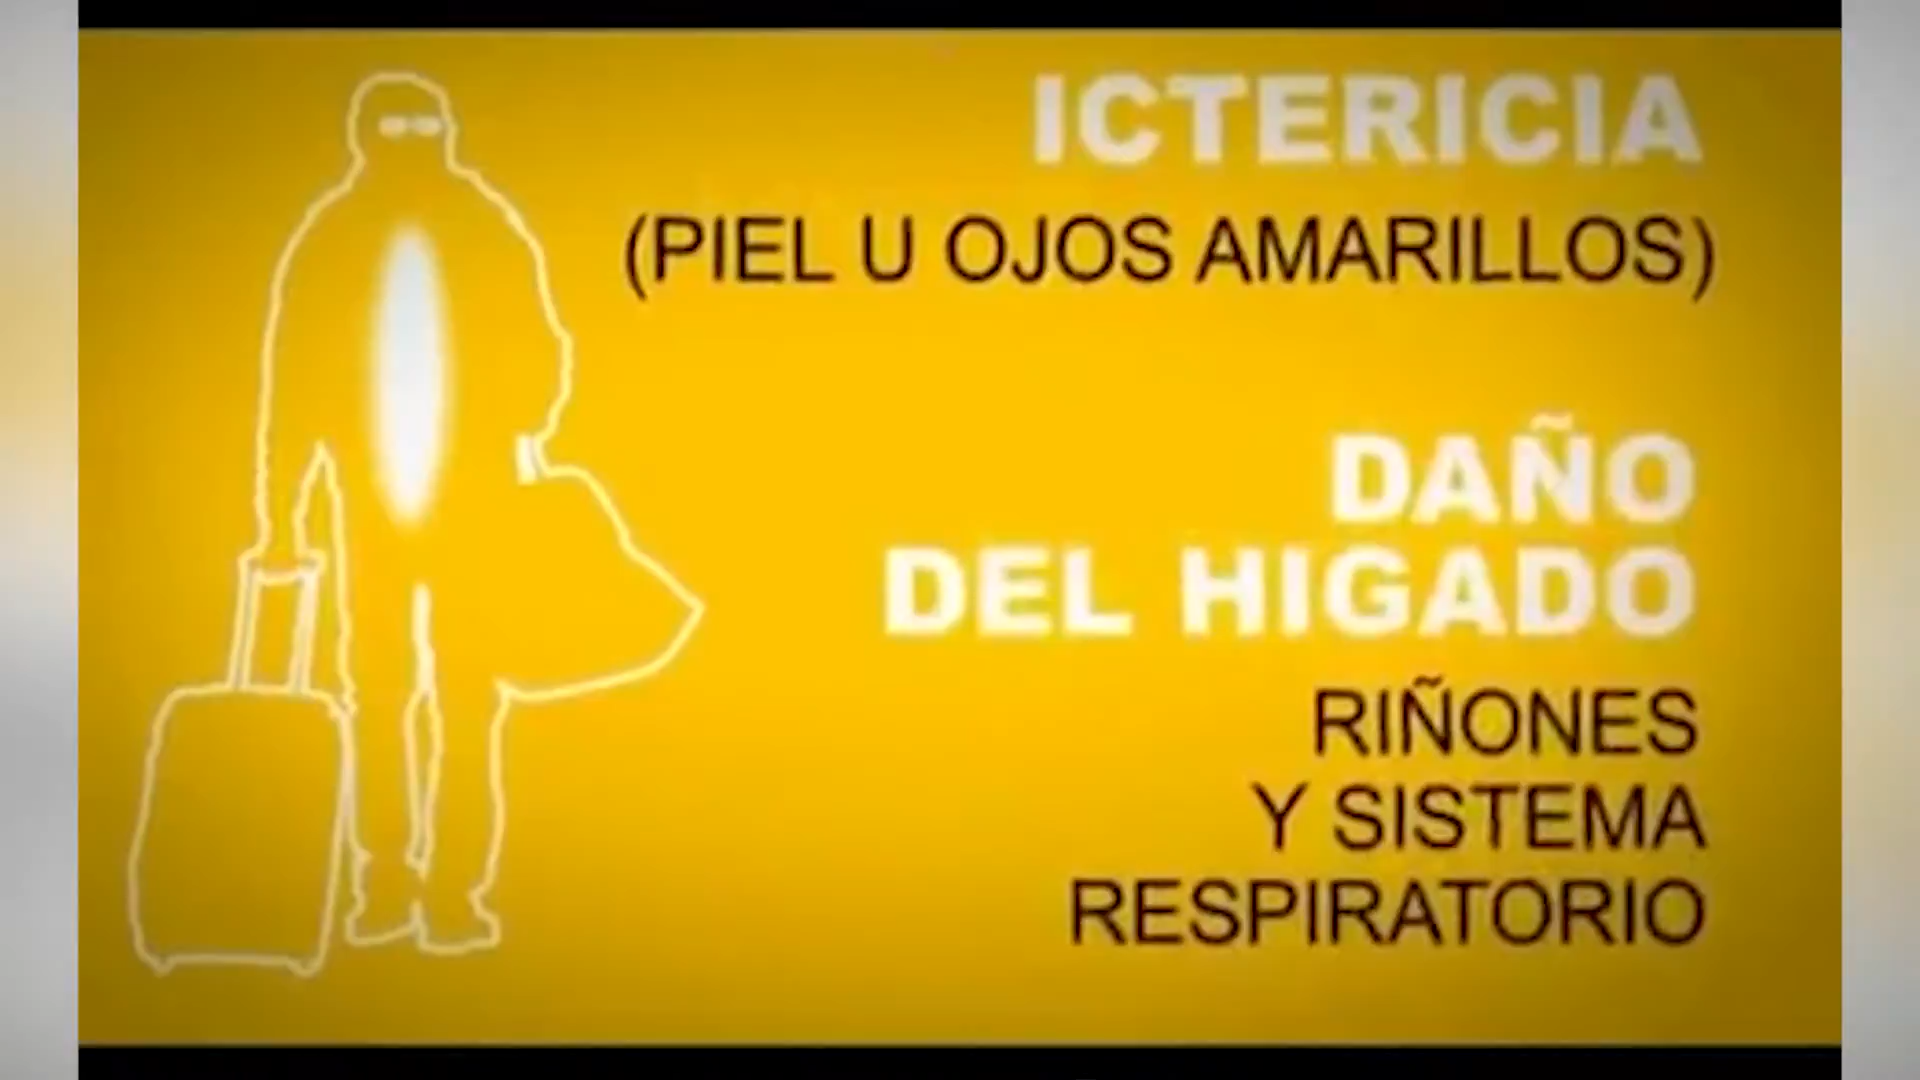 ICTERICIA
(PIEL U OJOS AMARILLOS)
DAÑO
DEL HIGADO
RIÑONES
Y SISTEMA
RESPIRATORIO